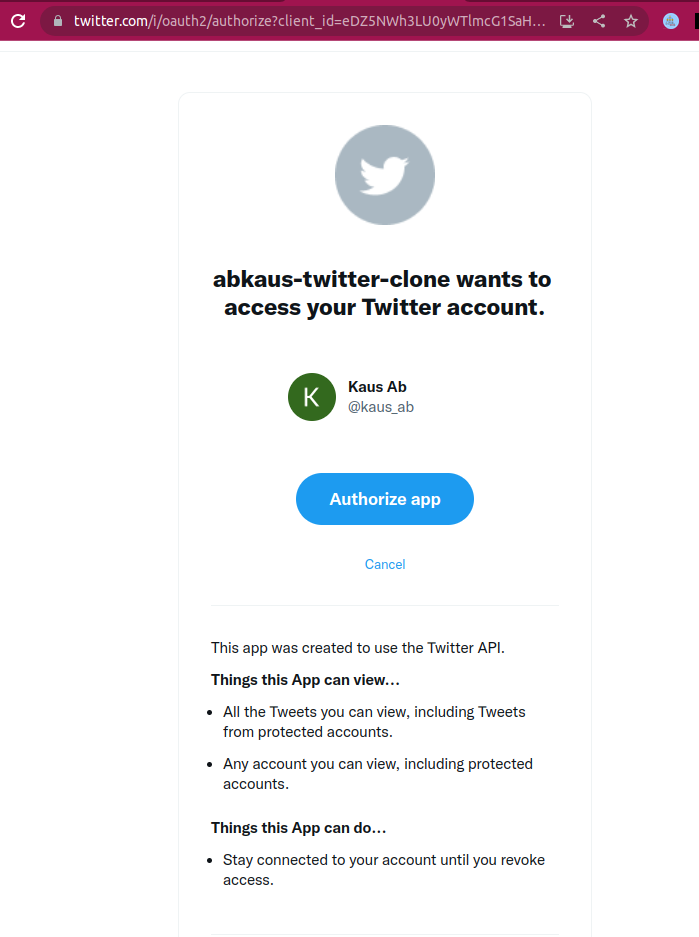 twitter.com/i/oauth2/authorize?client_id=eDZ5NWh3LU0yWTlmcG1SaH...
abkaus-twitter-clone wants to
access your Twitter account.
K
Kaus Ab
@kaus_ab
Authorize app
Cancel
This app was created to use the Twitter API.
Things this App can view...
All the Tweets you can view, including Tweets
from protected accounts.
Any account you can view, including protected
accounts.
Things this App can do...
Stay connected to your account until you revoke
access.